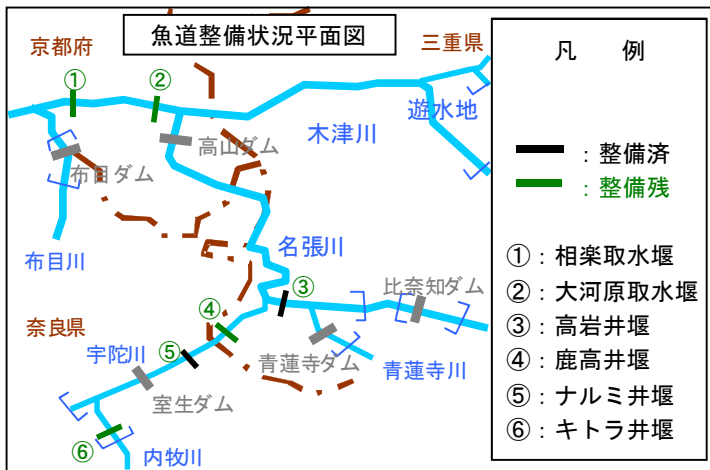 魚道整備状況平面図
京都府
三重県
①
②
遊水地
木津川
高山ダム
布目ダム
布目川
名張川
③
比奈知ダム
④
奈良県
⑤
宇陀川
青蓮寺ダム
青蓮寺川
室生ダム
⑥
内牧川
凡 例
：整備済
：整備残
①：相楽取水堰
②：大河原取水堰
③：高岩井堰
④：鹿高井堰
⑤：ナルミ井堰
⑥：キトラ井堰